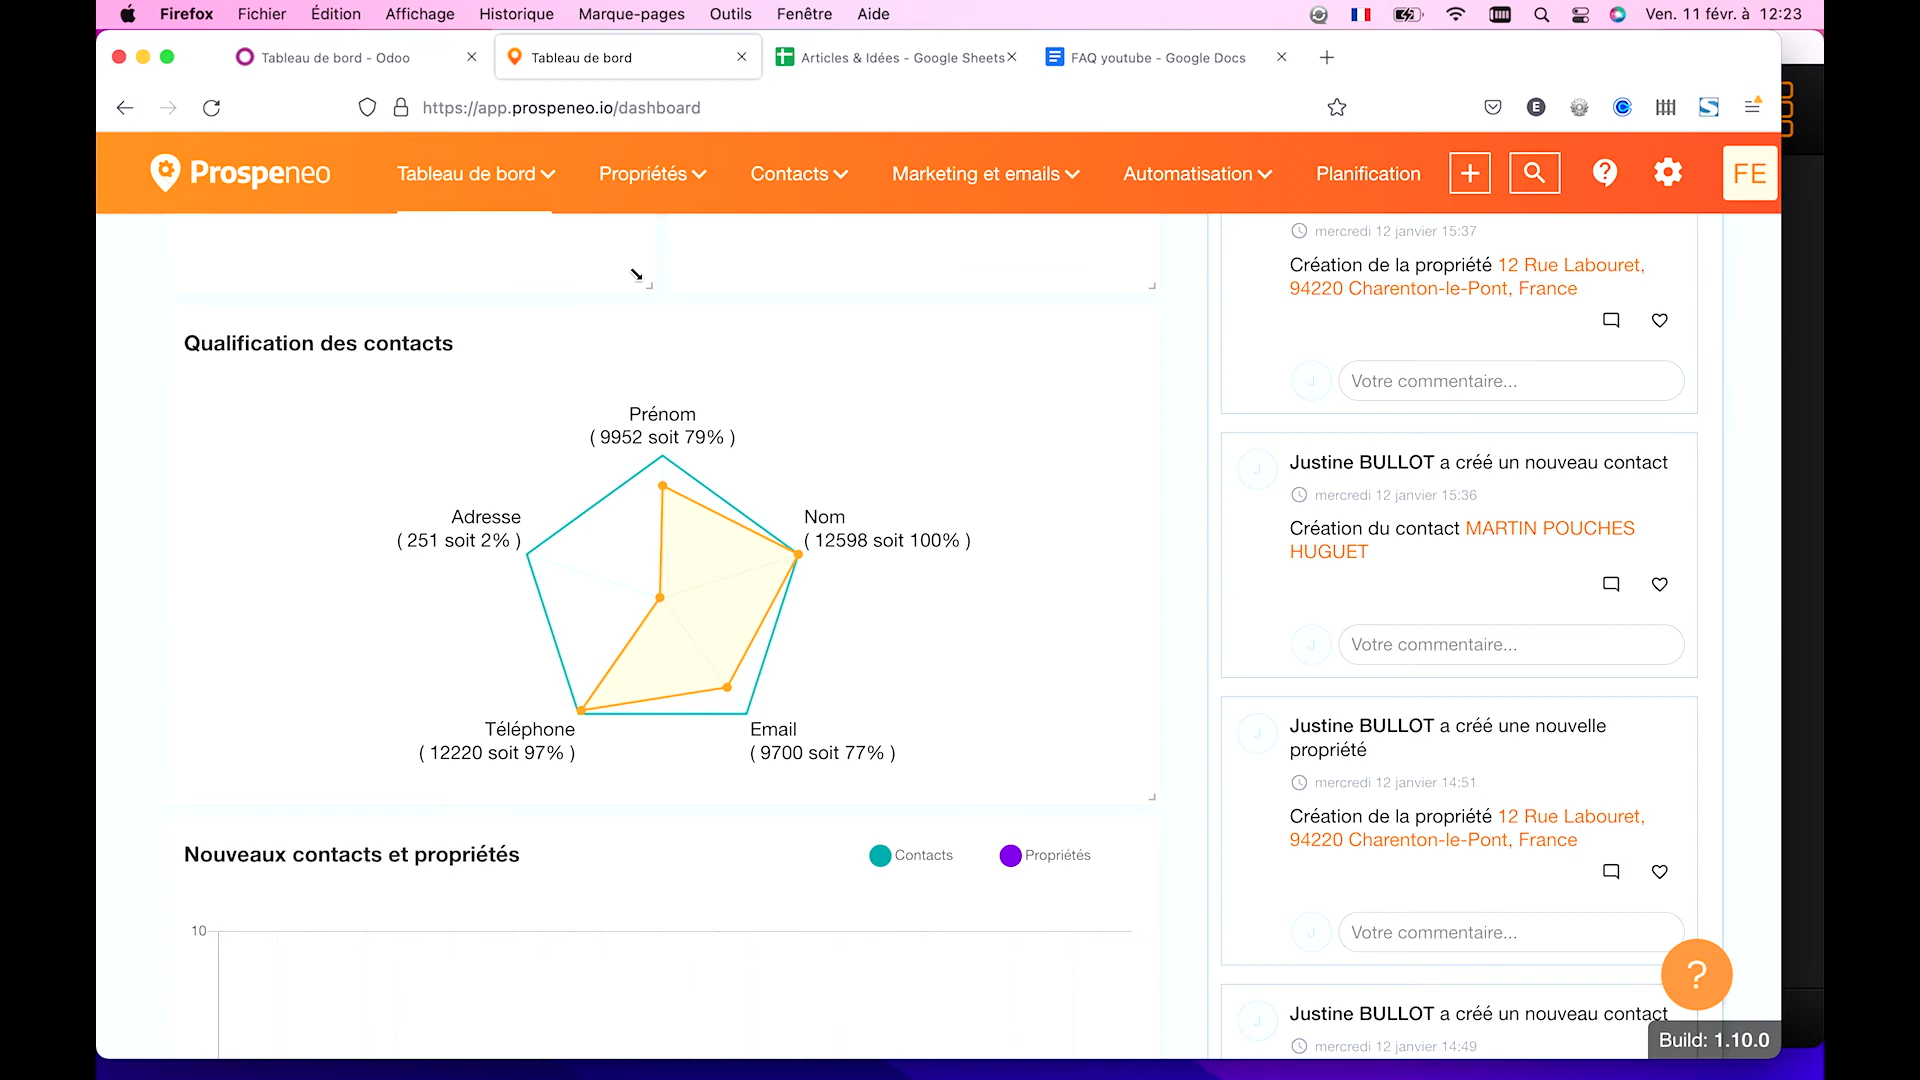 Firefox Fichier Édition Affichage Historique Marque-pages Outils Fenêtre Aide Ven. 11 févr. à 12:23
Tableau de bord - Odoo
Tableau de bord
Articles & Idées - Google Sheets
FAQ youtube - Google Docs
https://app.prospeneo.io/dashboard
Prospeneo
Tableau de bord
Propriétés
Contacts
Marketing et emails
Automatisation
Planification
FE
Qualification des contacts
Prénom
( 9952 soit 79% )
Adresse
( 251 soit 2% )
Nom
( 12598 soit 100% )
Téléphone
( 12220 soit 97% )
Email
( 9700 soit 77% )
Nouveaux contacts et propriétés
Contacts
Propriétés
10
mercredi 12 janvier 15:37
Création de la propriété 12 Rue Labouret,
94220 Charenton-le-Pont, France
J
Votre commentaire...
J
Justine BULLOT a créé un nouveau contact
mercredi 12 janvier 15:36
Création du contact MARTIN POUCHES
HUGUET
J
Votre commentaire...
J
Justine BULLOT a créé une nouvelle
propriété
mercredi 12 janvier 14:51
Création de la propriété 12 Rue Labouret,
94220 Charenton-le-Pont, France
J
Votre commentaire...
?
J
Justine BULLOT a créé un nouveau contact
mercredi 12 janvier 14:49
Build: 1.10.0